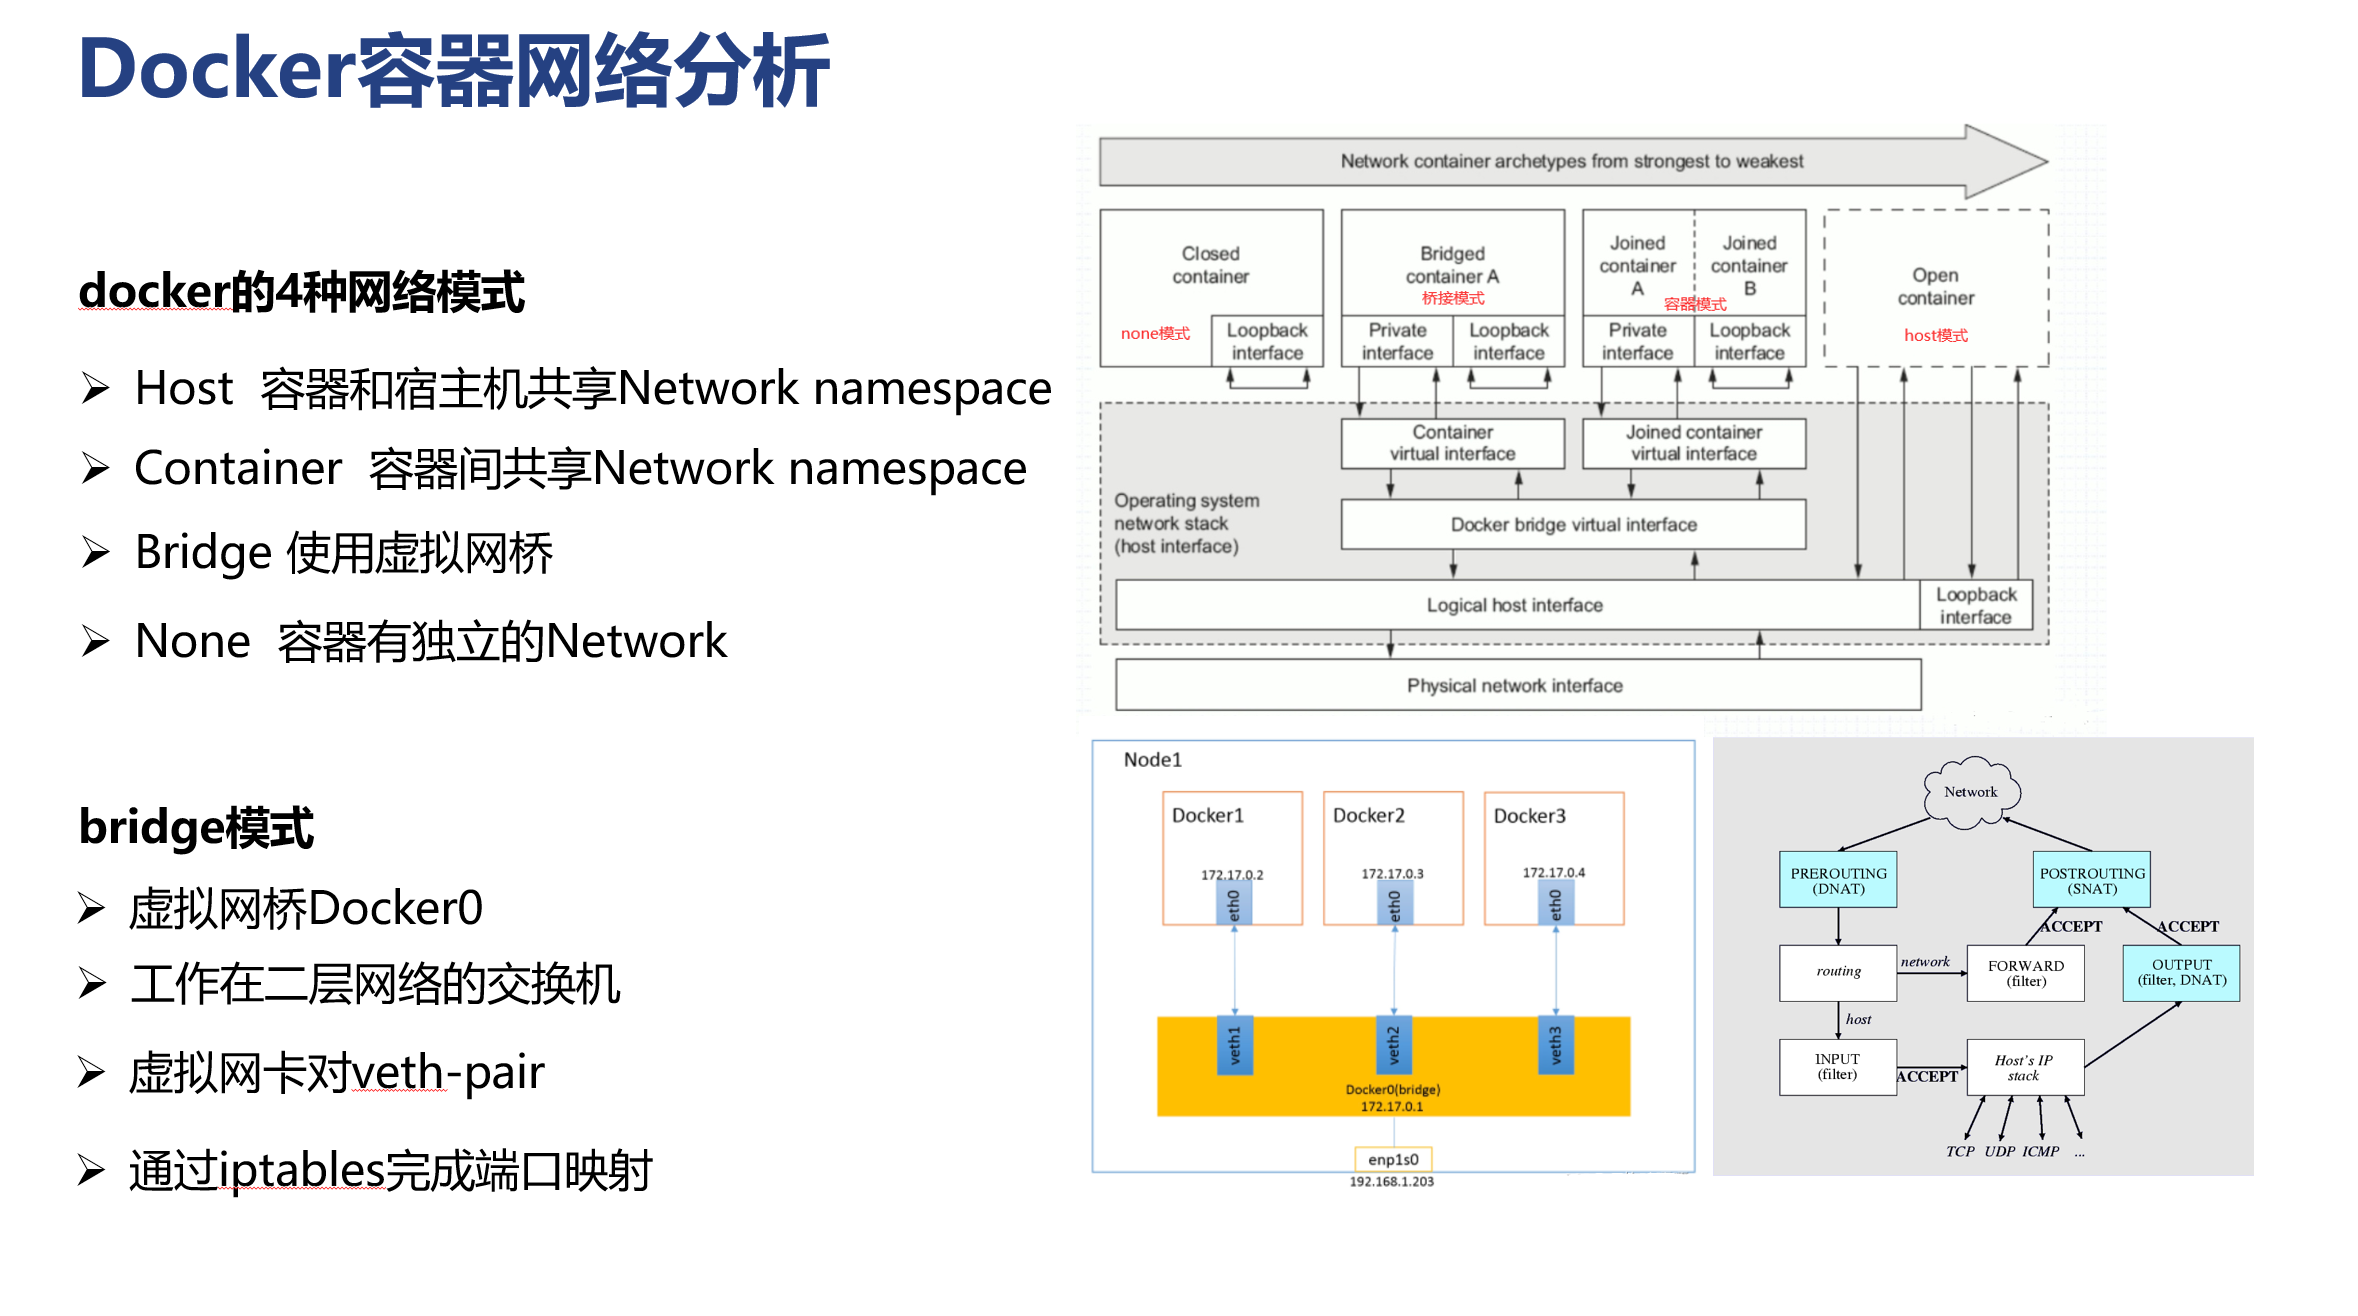 Docker容器网络分析
docker的4种网络模式
Host 容器和宿主机共享Network namespace
Container 容器间共享Network namespace
Bridge 使用虚拟网桥
None 容器有独立的Network
bridge模式
虚拟网桥Docker0
工作在二层网络的交换机
虚拟网卡对veth-pair
通过iptables完成端口映射
Network container archetypes from strongest to weakest
Closed
container
none模式
Loopback
interface
Bridged
container A
桥接模式
Private
interface
Loopback
interface
Joined
container
A
Joined
container
B
容器模式
Private
interface
Loopback
interface
Open
container
host模式
Container
virtual interface
Joined container
virtual interface
Operating system
network stack
(host interface)
Docker bridge virtual interface
Logical host interface
Loopback
interface
Physical network interface
Node1
Docker1
172.17.0.2
eth0
Docker2
172.17.0.3
eth0
Docker3
172.17.0.4
eth0
veth1
veth2
veth3
Docker0(bridge)
172.17.0.1
enp1s0
192.168.1.203
Network
PREROUTING
(DNAT)
POSTROUTING
(SNAT)
ACCEPT
ACCEPT
routing
network
FORWARD
(filter)
OUTPUT
(filter, DNAT)
host
INPUT
(filter)
ACCEPT
Host's IP
stack
TCP UDP ICMP ...